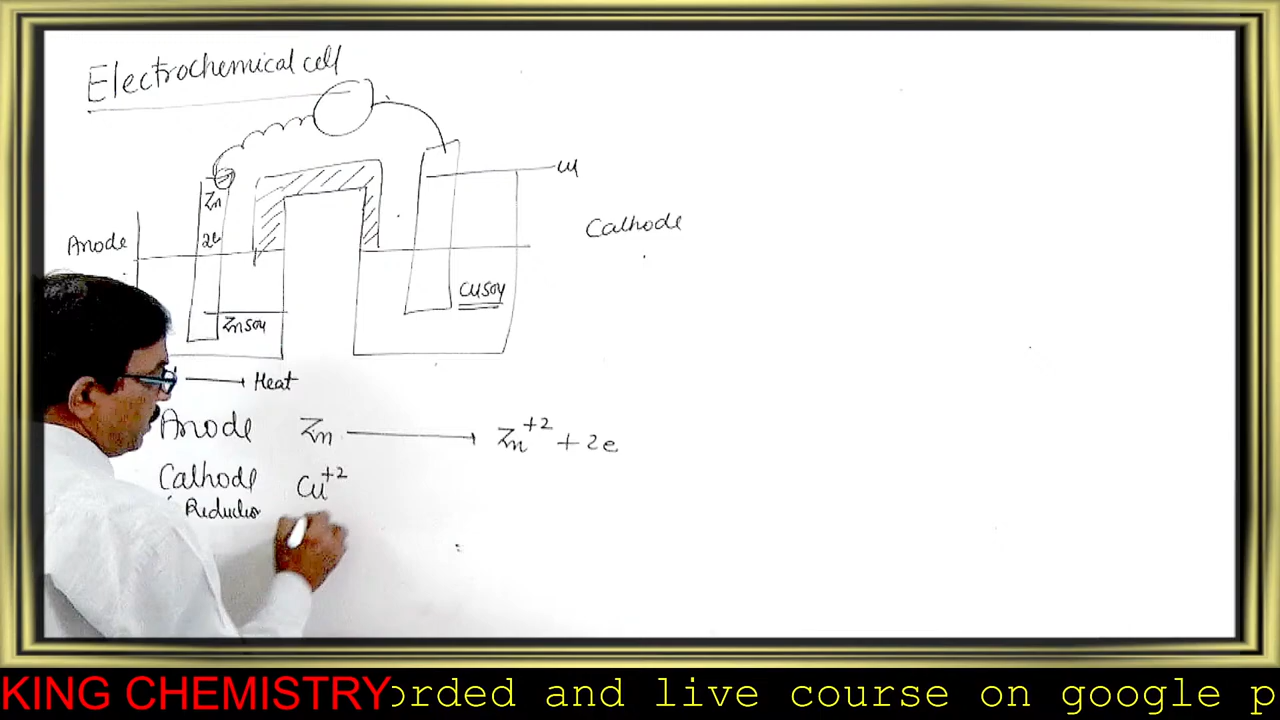 Electrochemical cell
Zn
Cu
2e
Anode
Cathode
CuSO4
ZnSO4
Heat
Anode Zn → Zn+2 + 2e
Cathode Cu+2
Reduction
KING CHEMISTRY orded and live course on google p